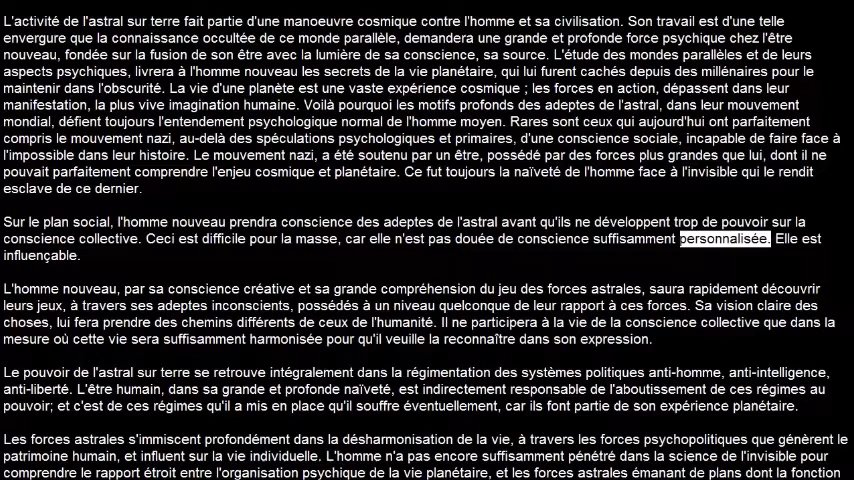 L'activité de l'astral sur terre fait partie d'une manoeuvre cosmique contre l'homme et sa civilisation. Son travail est d'une telle
envergure que la connaissance occultée de ce monde parallèle, demandera une grande et profonde force psychique chez l'être
nouveau, fondée sur la fusion de son être avec la lumière de sa conscience, sa source. L'étude des mondes parallèles et de leurs
aspects psychiques, livrera à l'homme nouveau les secrets de la vie planétaire, qui lui furent cachés depuis des millénaires pour le
maintenir dans l'obscurité. La vie d'une planète est une vaste expérience cosmique ; les forces en action, dépassent dans leur
manifestation, la plus vive imagination humaine. Voilà pourquoi les motifs profonds des adeptes de l'astral, dans leur mouvement
mondial, défient toujours l'entendement psychologique normal de l'homme moyen. Rares sont ceux qui aujourd'hui ont parfaitement
compris le mouvement nazi, au-delà des spéculations psychologiques et primaires, d'une conscience sociale, incapable de faire face à
l'impossible dans leur histoire. Le mouvement nazi, a été soutenu par un être, possédé par des forces plus grandes que lui, dont il ne
pouvait parfaitement comprendre l'enjeu cosmique et planétaire. Ce fut toujours la naïveté de l'homme face à l'invisible qui le rendit
esclave de ce dernier.
Sur le plan social, l'homme nouveau prendra conscience des adeptes de l'astral avant qu'ils ne développent trop de pouvoir sur la
conscience collective. Ceci est difficile pour la masse, car elle n'est pas douée de conscience suffisamment personnalisée. Elle est
influençable.
L'homme nouveau, par sa conscience créative et sa grande compréhension du jeu des forces astrales, saura rapidement découvrir
leurs jeux, à travers ses adeptes inconscients, possédés à un niveau quelconque de leur rapport à ces forces. Sa vision claire des
choses, lui fera prendre des chemins différents de ceux de l'humanité. Il ne participera à la vie de la conscience collective que dans la
mesure où cette vie sera suffisamment harmonisée pour qu'il veuille la reconnaître dans son expression.
Le pouvoir de l'astral sur terre se retrouve intégralement dans la régimentation des systèmes politiques anti-homme, anti-intelligence,
anti-liberté. L'être humain, dans sa grande et profonde naïveté, est indirectement responsable de l'aboutissement de ces régimes au
pouvoir; et c'est de ces régimes qu'il a mis en place qu'il souffre éventuellement, car ils font partie de son expérience planétaire.
Les forces astrales s'immiscent profondément dans la désharmonisation de la vie, à travers les forces psychopolitiques que génèrent le
patrimoine humain, et influent sur la vie individuelle. L'homme n'a pas encore suffisamment pénétré dans la science de l'invisible pour
comprendre le rapport étroit entre l'organisation psychique de la vie planétaire, et les forces astrales émanant de plans dont la fonction